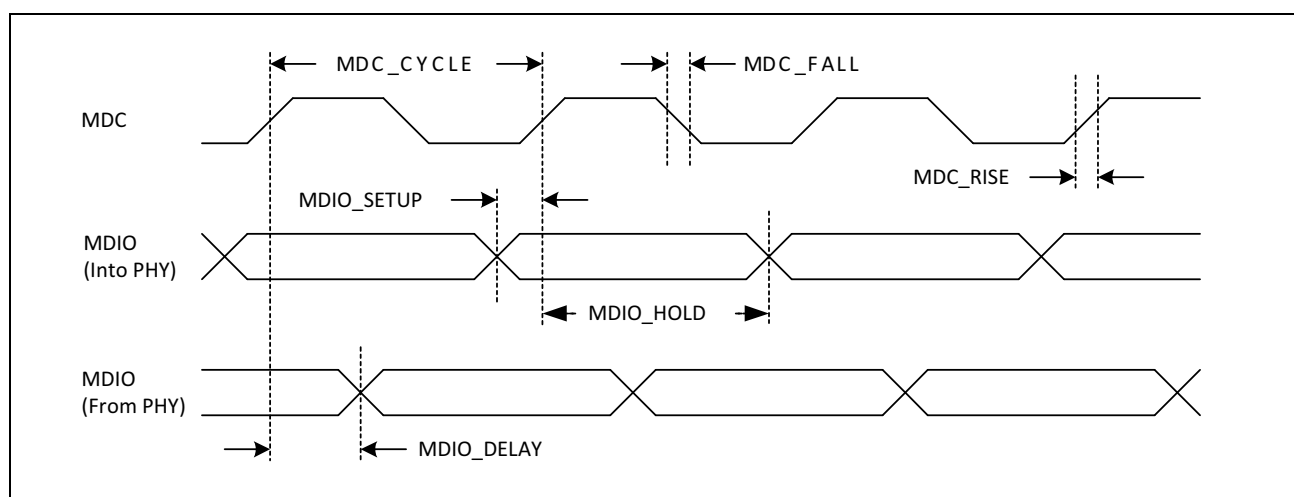 MDC_CYCLE
MDC_FALL
MDC
MDC_RISE
MDIO_SETUP
MDIO
(Into PHY)
MDIO_HOLD
MDIO
(From PHY)
MDIO_DELAY